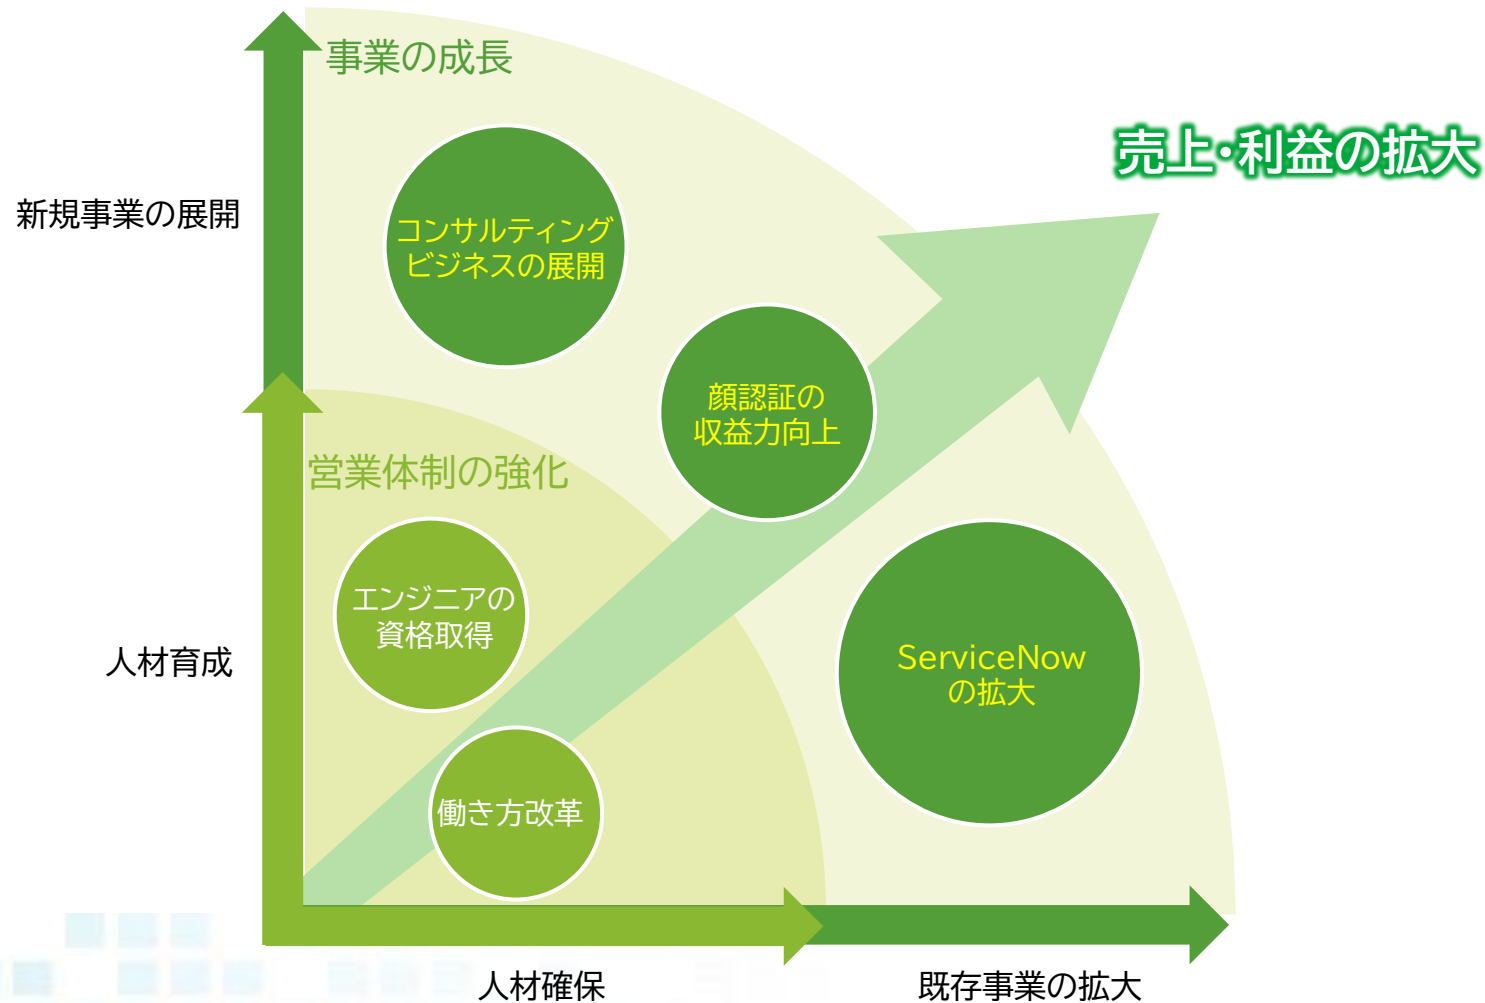 事業の成長
売上・利益の拡大
新規事業の展開
コンサルティング
ビジネスの展開
顔認証の
収益力向上
営業体制の強化
エンジニアの
資格取得
人材育成
ServiceNow
の拡大
働き方改革
人材確保
既存事業の拡大